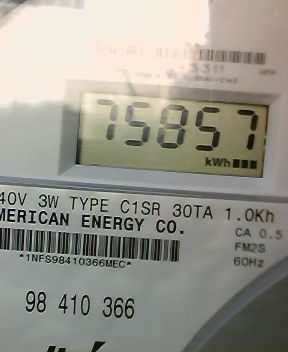 75857
kWh
40V 3W TYPE C1SR 30TA 1.0Kh
MERICAN ENERGY CO.
CA 0.5
FM2S
60Hz
*1NFS98410366MEC*
98 410 366